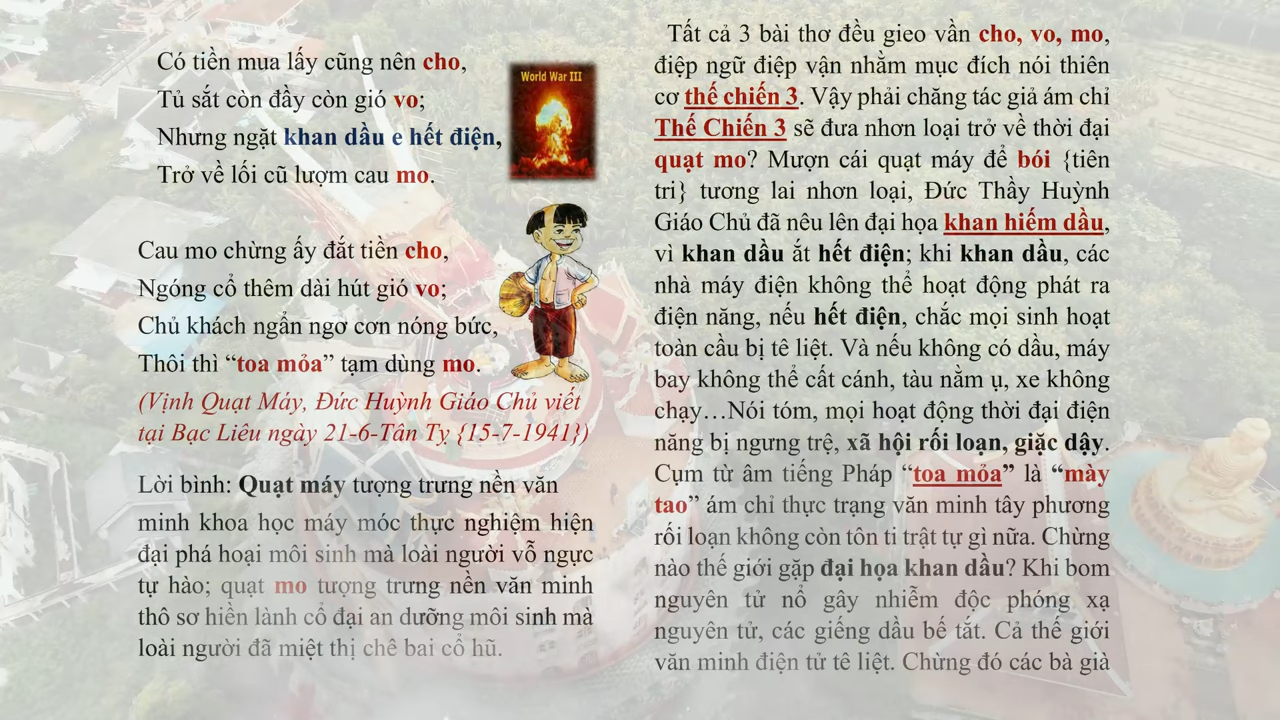 Có tiền mua lấy cũng nên cho,
Tủ sắt còn đầy còn gió vo;
Nhưng ngặt khan dầu e hết điện,
Trở về lối cũ lượm cau mo.
World War III
Cau mo chừng ấy đắt tiền cho,
Ngóng cổ thêm dài hút gió vo;
Chủ khách ngẩn ngơ cơn nóng bức,
Thôi thì “toa mỏa” tạm dùng mo.
(Vịnh Quạt Máy, Đức Huỳnh Giáo Chủ viết
tại Bạc Liêu ngày 21-6-Tân Tỵ {15-7-1941})
Lời bình: Quạt máy tượng trưng nền văn
minh khoa học máy móc thực nghiệm hiện
đại phá hoại môi sinh mà loài người vỗ ngực
tự hào; quạt mo tượng trưng nền văn minh
thô sơ hiền lành cổ đại an dưỡng môi sinh mà
loài người đã miệt thị chê bai cổ hũ.
Tất cả 3 bài thơ đều gieo vần cho, vo, mo,
điệp ngữ điệp vận nhằm mục đích nói thiên
cơ thế chiến 3. Vậy phải chăng tác giả ám chỉ
Thế Chiến 3 sẽ đưa nhơn loại trở về thời đại
quạt mo? Mượn cái quạt máy để bói {tiên
tri} tương lai nhơn loại, Đức Thầy Huỳnh
Giáo Chủ đã nêu lên đại họa khan hiếm dầu,
vì khan dầu ắt hết điện; khi khan dầu, các
nhà máy điện không thể hoạt động phát ra
điện năng, nếu hết điện, chắc mọi sinh hoạt
toàn cầu bị tê liệt. Và nếu không có dầu, máy
bay không thể cất cánh, tàu nằm ụ, xe không
chạy…Nói tóm, mọi hoạt động thời đại điện
năng bị ngưng trệ, xã hội rối loạn, giặc dậy.
Cụm từ âm tiếng Pháp “toa mỏa” là “mày
tao” ám chỉ thực trạng văn minh tây phương
rối loạn không còn tôn ti trật tự gì nữa. Chừng
nào thế giới gặp đại họa khan dầu? Khi bom
nguyên tử nổ gây nhiễm độc phóng xạ
nguyên tử, các giếng dầu bế tắt. Cả thế giới
văn minh điện tử tê liệt. Chừng đó các bà già